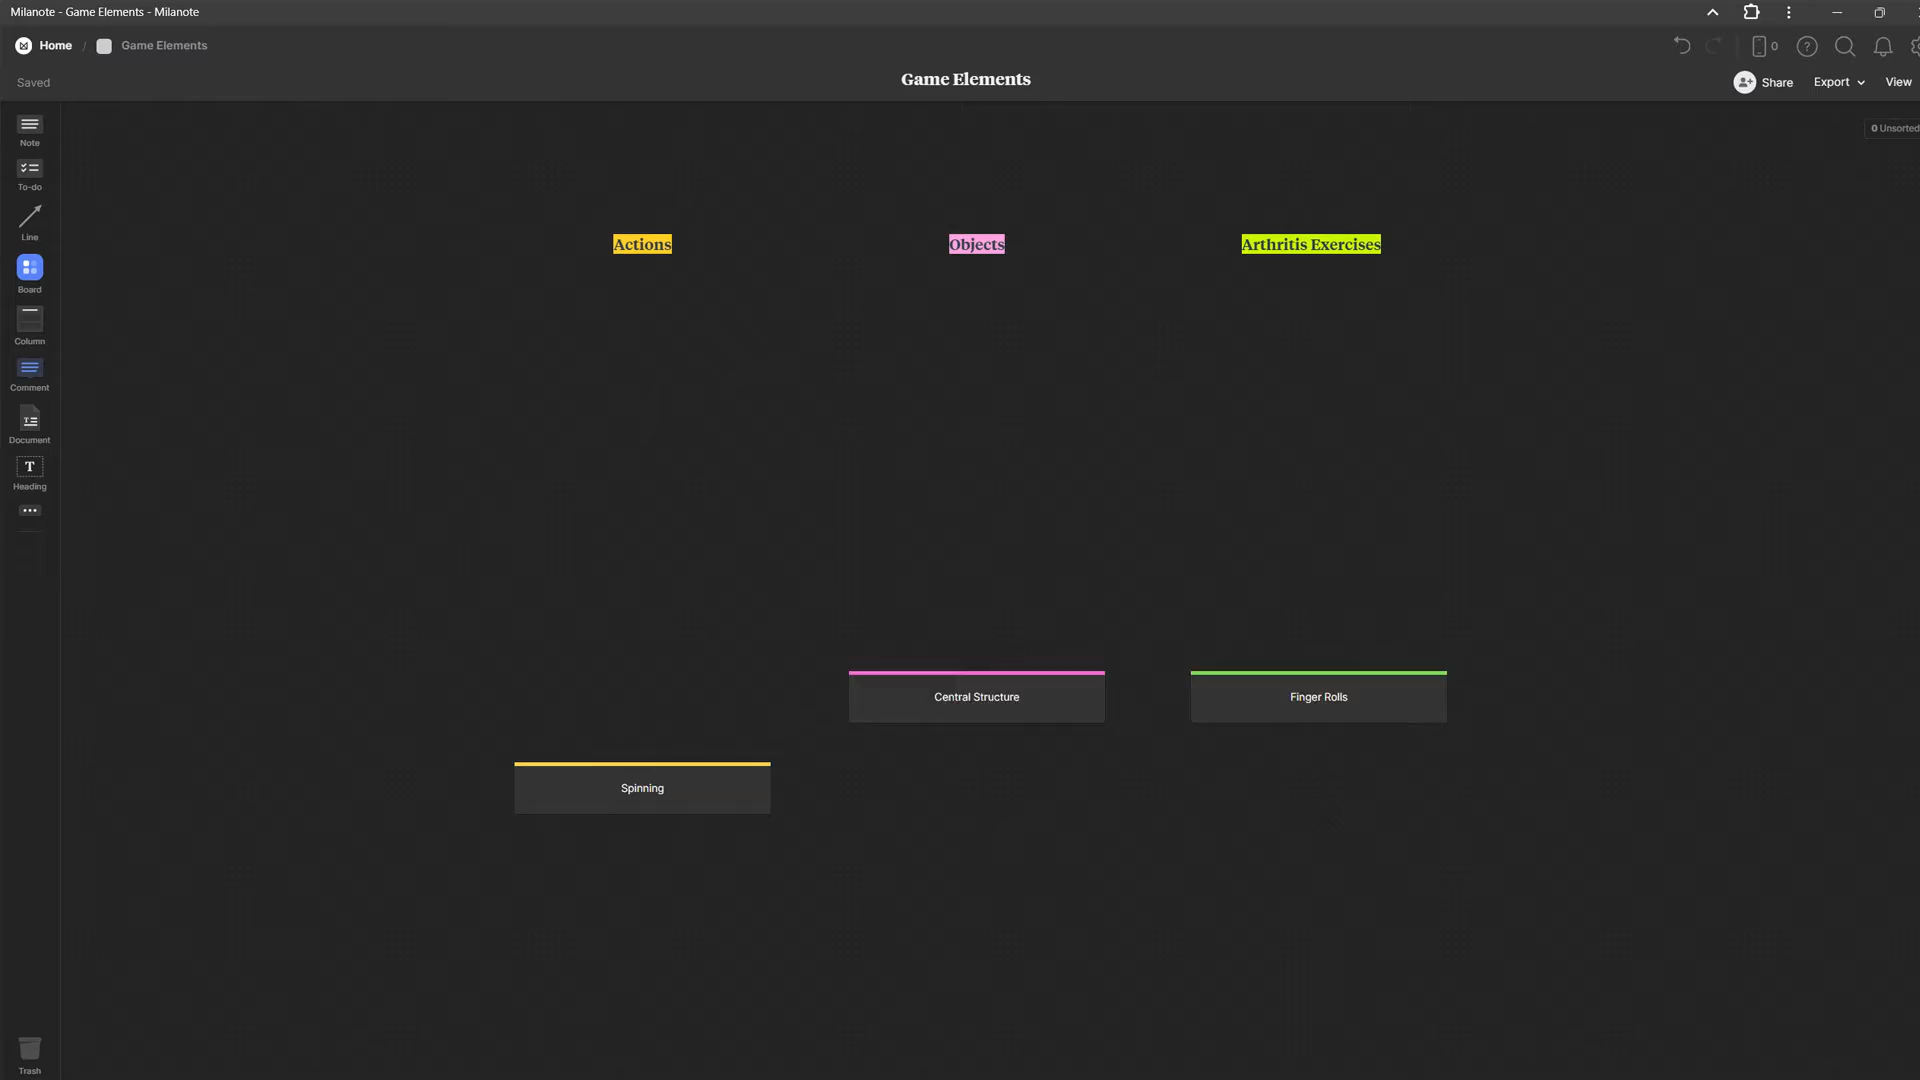 Milanote - Game Elements - Milanote
Home / Game Elements
0
Saved
Game Elements
Share
Export
View
0 Unsorted
Note
To-do
Line
Board
Column
Comment
Document
T
Heading
Trash
Actions
Objects
Arthritis Exercises
Central Structure
Finger Rolls
Spinning